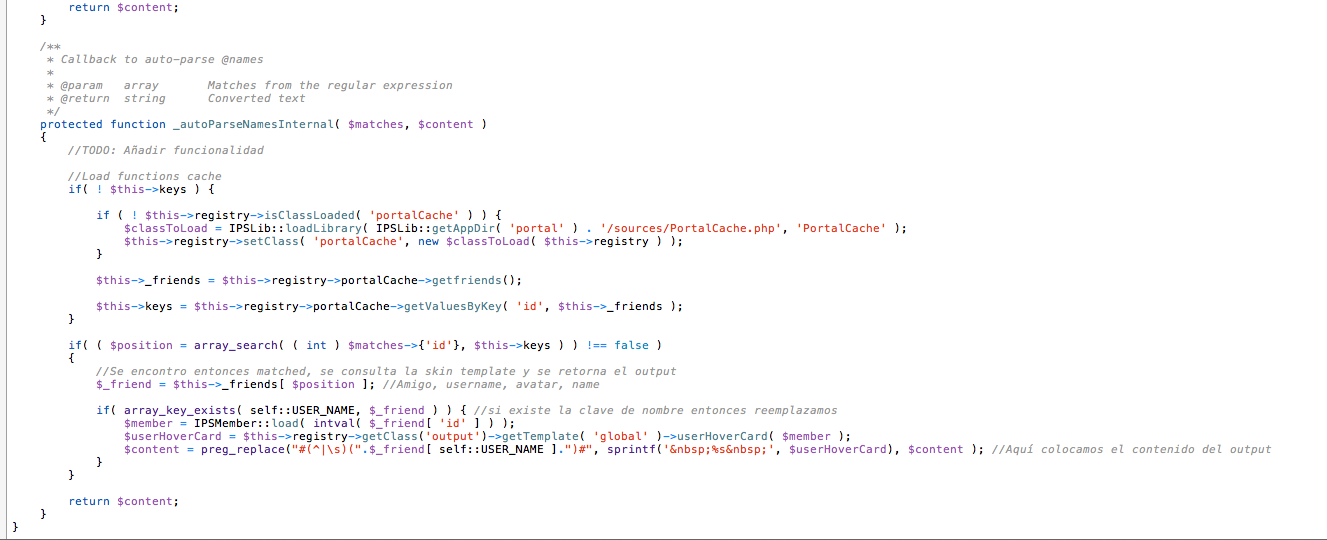 return $content;
    }

    /**
     * Callback to auto-parse @names
     *
     * @param   array       Matches from the regular expression
     * @return  string      Converted text
     */
    protected function _autoParseNamesInternal( $matches, $content )
    {
        //TODO: Añadir funcionalidad

        //Load functions cache
        if( ! $this->keys ) {

            if ( ! $this->registry->isClassLoaded( 'portalCache' ) ) {
                $classToLoad = IPSLib::loadLibrary( IPSLib::getAppDir( 'portal' ) . '/sources/PortalCache.php', 'PortalCache' );
                $this->registry->setClass( 'portalCache', new $classToLoad( $this->registry ) );
            }

            $this->_friends = $this->registry->portalCache->getfriends();

            $this->keys = $this->registry->portalCache->getValuesByKey( 'id', $this->_friends );
        }

        if( ( $position = array_search( ( int ) $matches->{'id'}, $this->keys ) ) !== false )
        {
            //Se encontro entonces matched, se consulta la skin template y se retorna el output
            $_friend = $this->_friends[ $position ]; //Amigo, username, avatar, name

            if( array_key_exists( self::USER_NAME, $_friend ) ) { //si existe la clave de nombre entonces reemplazamos
                $member = IPSMember::load( intval( $_friend[ 'id' ] ) );
                $userHoverCard = $this->registry->getClass('output')->getTemplate( 'global' )->userHoverCard( $member );
                $content = preg_replace("#(^|\s)(".$_friend[ self::USER_NAME ].")#", sprintf('&nbsp;%s&nbsp;', $userHoverCard), $content ); //Aquí colocamos el contenido del output
            }
        }

        return $content;
    }
}